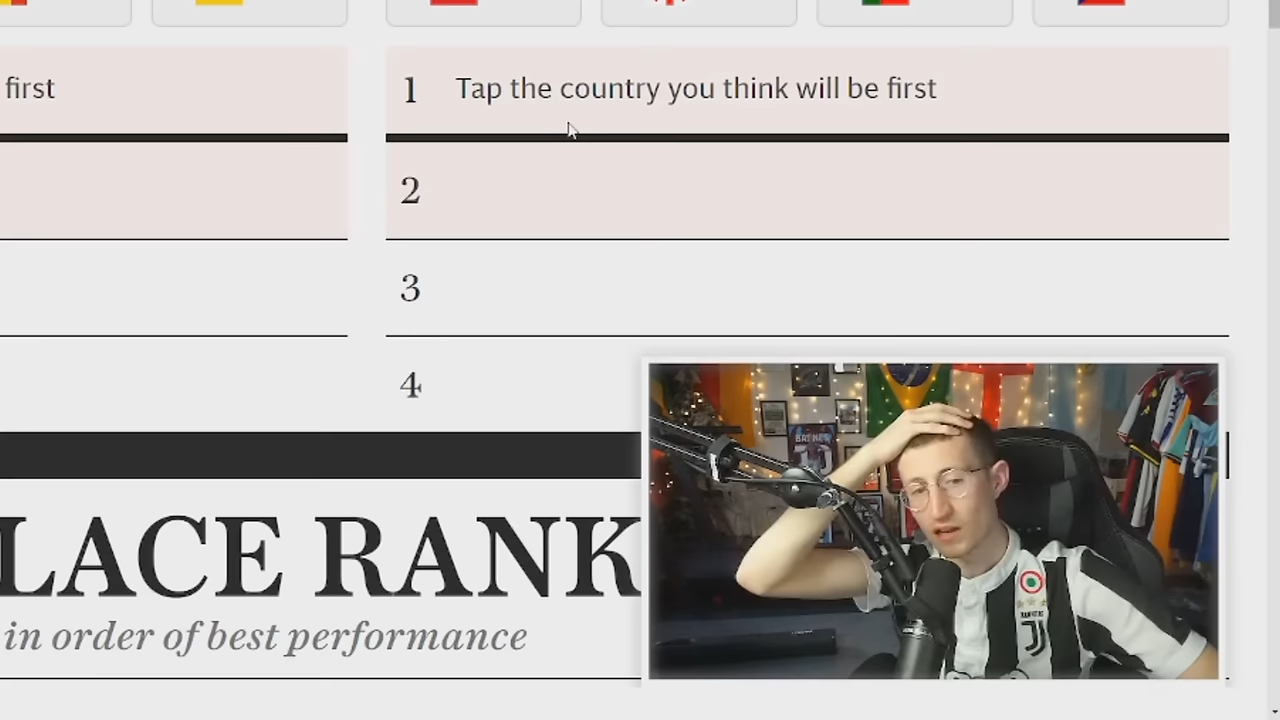 first
1 Tap the country you think will be first
2
3
4
LACE RANK
in order of best performance